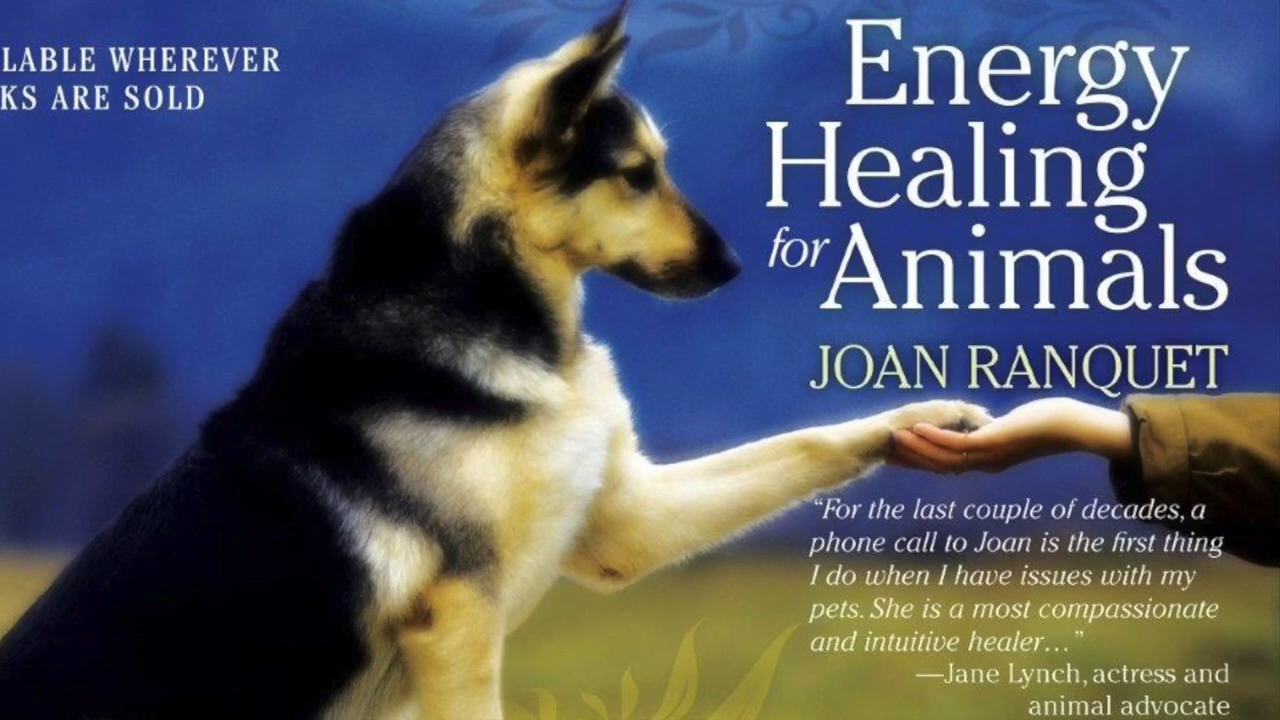 LABLE WHEREVER
KS ARE SOLD
Energy
Healing
for Animals
JOAN RANQUET
“For the last couple of decades, a
phone call to Joan is the first thing
I do when I have issues with my
pets. She is a most compassionate
and intuitive healer…”
—Jane Lynch, actress and
animal advocate